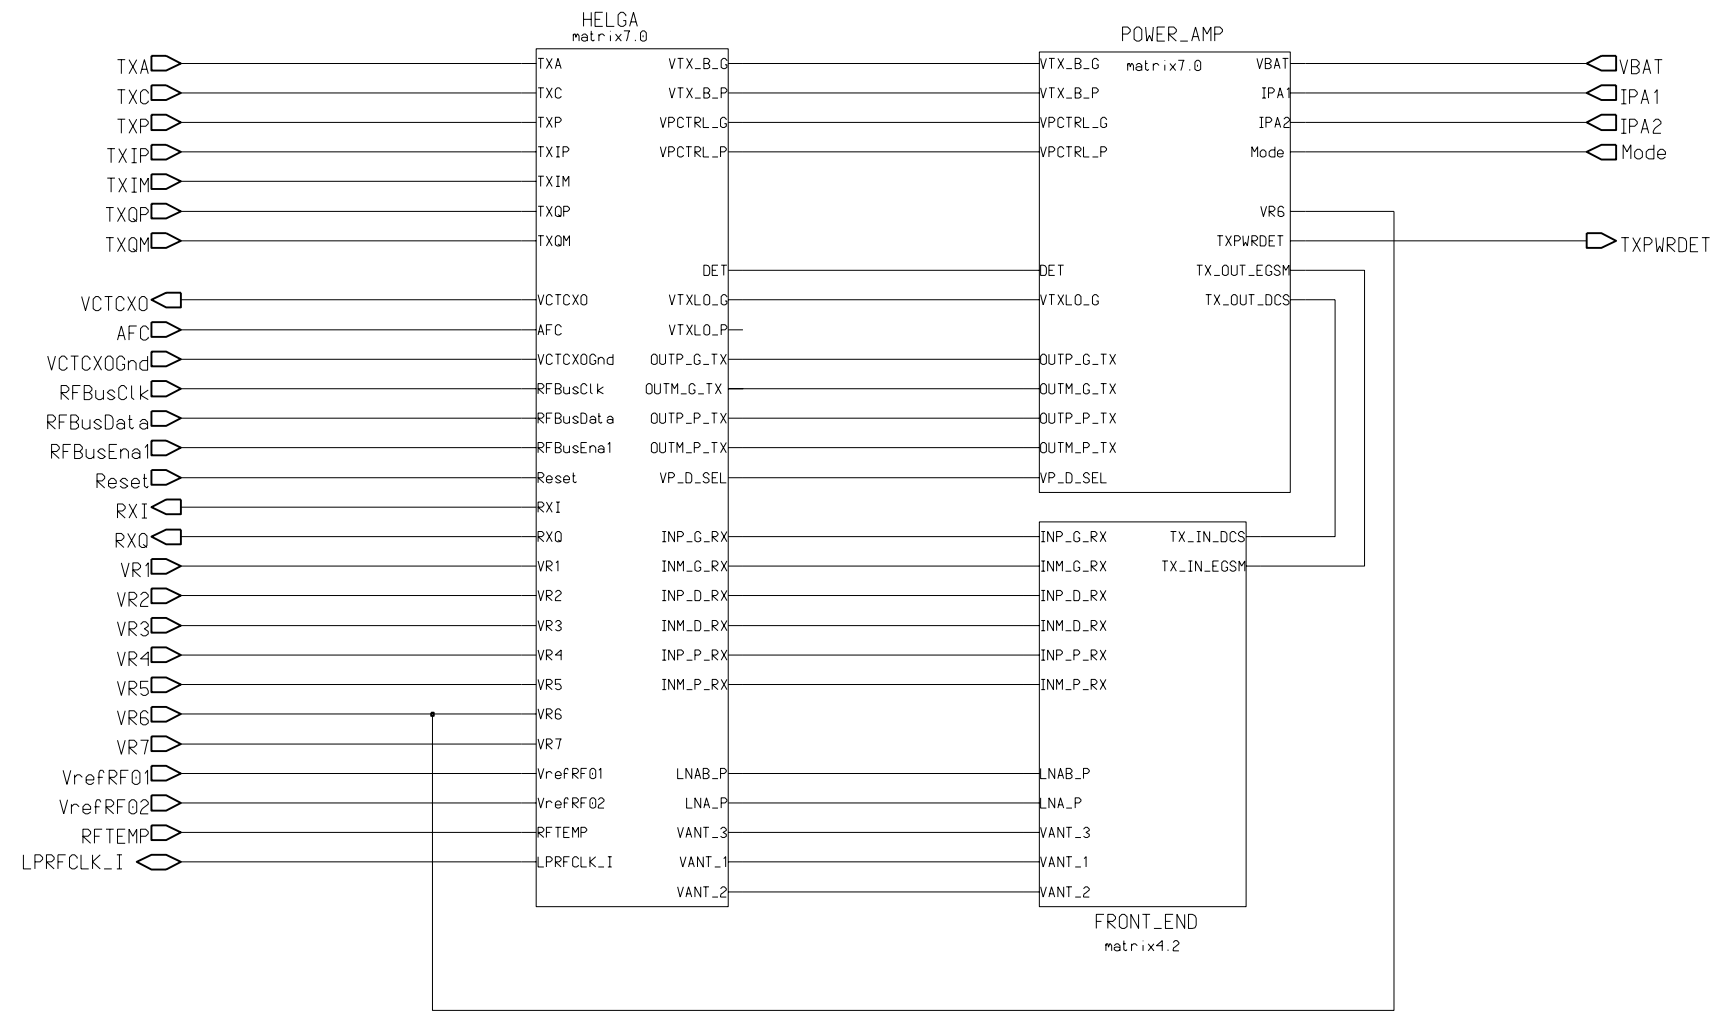 HELGA
matrix7.0
POWER_AMP
matrix7.0
TXA TXA VTX_B_G VTX_B_G VBAT VBAT
TXC TXC VTX_B_P VTX_B_P IPA1 IPA1
TXP TXP VPCTRL_G VPCTRL_G IPA2 IPA2
TXIP TXIP VPCTRL_P VPCTRL_P Mode Mode
TXIM TXIM
TXQP TXQP VR6
TXQM TXQM TXPWRDET TXPWRDET
DET DET TX_OUT_EGSM
VCTCXO VCTCXO VTXLO_G VTXLO_G TX_OUT_DCS
AFC AFC VTXLO_P
VCTCXOGnd VCTCXOGnd OUTP_G_TX OUTP_G_TX
RFBusClk RFBusClk OUTM_G_TX OUTM_G_TX
RFBusData RFBusData OUTP_P_TX OUTP_P_TX
RFBusEna1 RFBusEna1 OUTM_P_TX OUTM_P_TX
Reset Reset VP_D_SEL VP_D_SEL
RXI RXI
RXQ RXQ INP_G_RX INP_G_RX TX_IN_DCS
VR1 VR1 INM_G_RX INM_G_RX TX_IN_EGSM
VR2 VR2 INP_D_RX INP_D_RX
VR3 VR3 INM_D_RX INM_D_RX
VR4 VR4 INP_P_RX INP_P_RX
VR5 VR5 INM_P_RX INM_P_RX
VR6 VR6
VR7 VR7
VrefRF01 VrefRF01 LNAB_P LNAB_P
VrefRF02 VrefRF02 LNA_P LNA_P
RFTEMP RFTEMP VANT_3 VANT_3
LPRFCLK_I LPRFCLK_I VANT_1 VANT_1
VANT_2 VANT_2
FRONT_END
matrix4.2